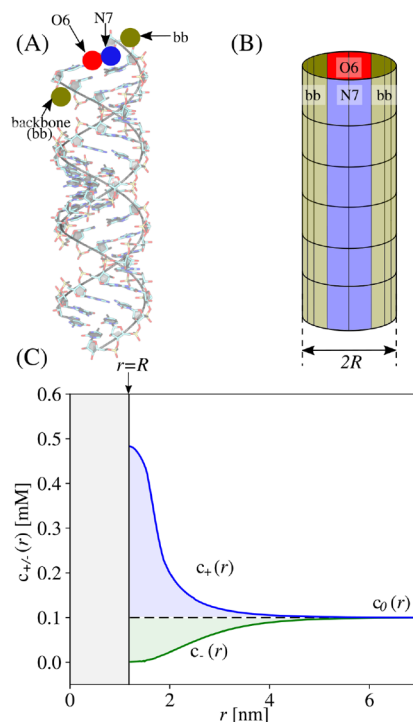 (A)
O6
N7
bb
backbone
(bb)
(B)
O6
bb
N7
bb
2R
(C)
r=R
0.6
0.5
0.4
0.3
0.2
0.1
0.0
c+/-(r) [mM]
c+(r)
c0(r)
c-(r)
0
2
4
6
r [nm]